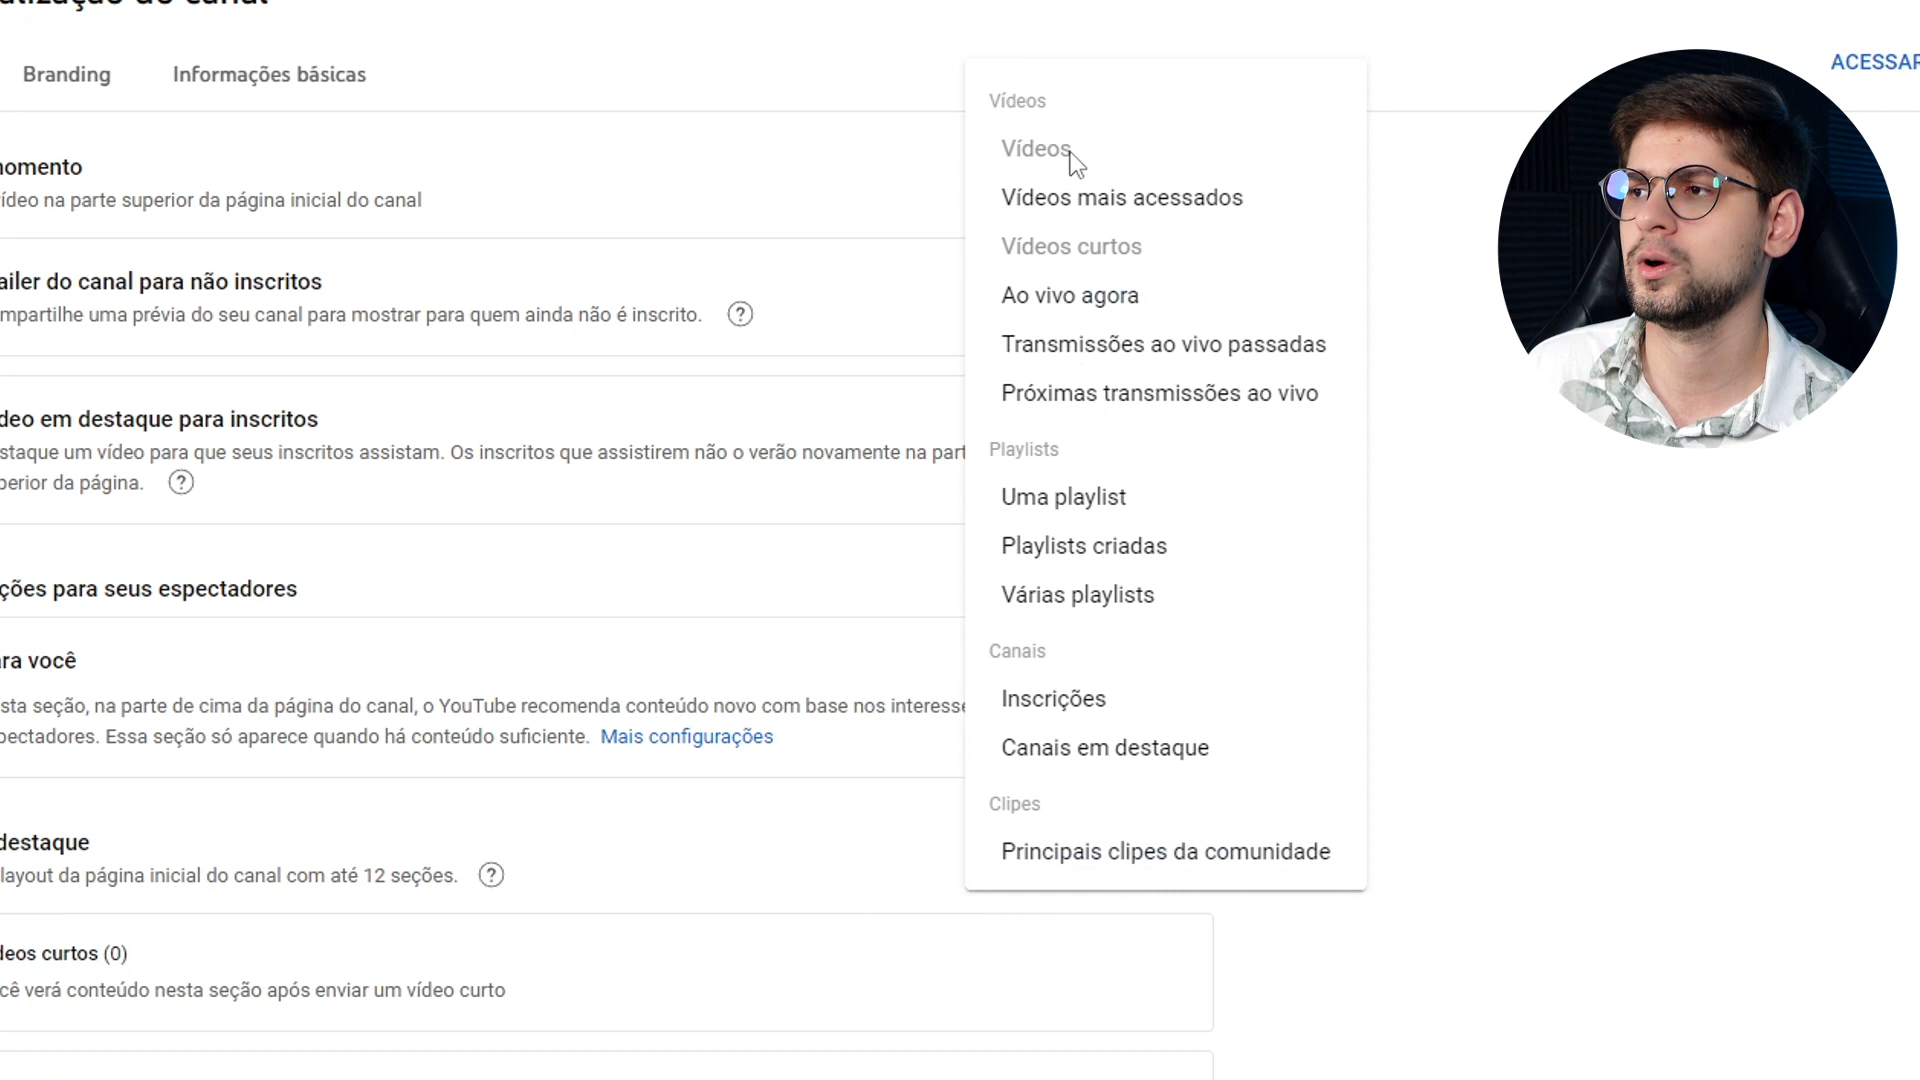 alização do canal
Branding
Informações básicas
ACESSAR
momento
vídeo na parte superior da página inicial do canal
ailer do canal para não inscritos
mpartilhe uma prévia do seu canal para mostrar para quem ainda não é inscrito.
deo em destaque para inscritos
staque um vídeo para que seus inscritos assistam. Os inscritos que assistirem não o verão novamente na part
perior da página.
ções para seus espectadores
ara você
sta seção, na parte de cima da página do canal, o YouTube recomenda conteúdo novo com base nos interesse
pectadores. Essa seção só aparece quando há conteúdo suficiente. Mais configurações
destaque
layout da página inicial do canal com até 12 seções.
deos curtos (0)
cê verá conteúdo nesta seção após enviar um vídeo curto
Vídeos
Vídeos
Vídeos mais acessados
Vídeos curtos
Ao vivo agora
Transmissões ao vivo passadas
Próximas transmissões ao vivo
Playlists
Uma playlist
Playlists criadas
Várias playlists
Canais
Inscrições
Canais em destaque
Clipes
Principais clipes da comunidade